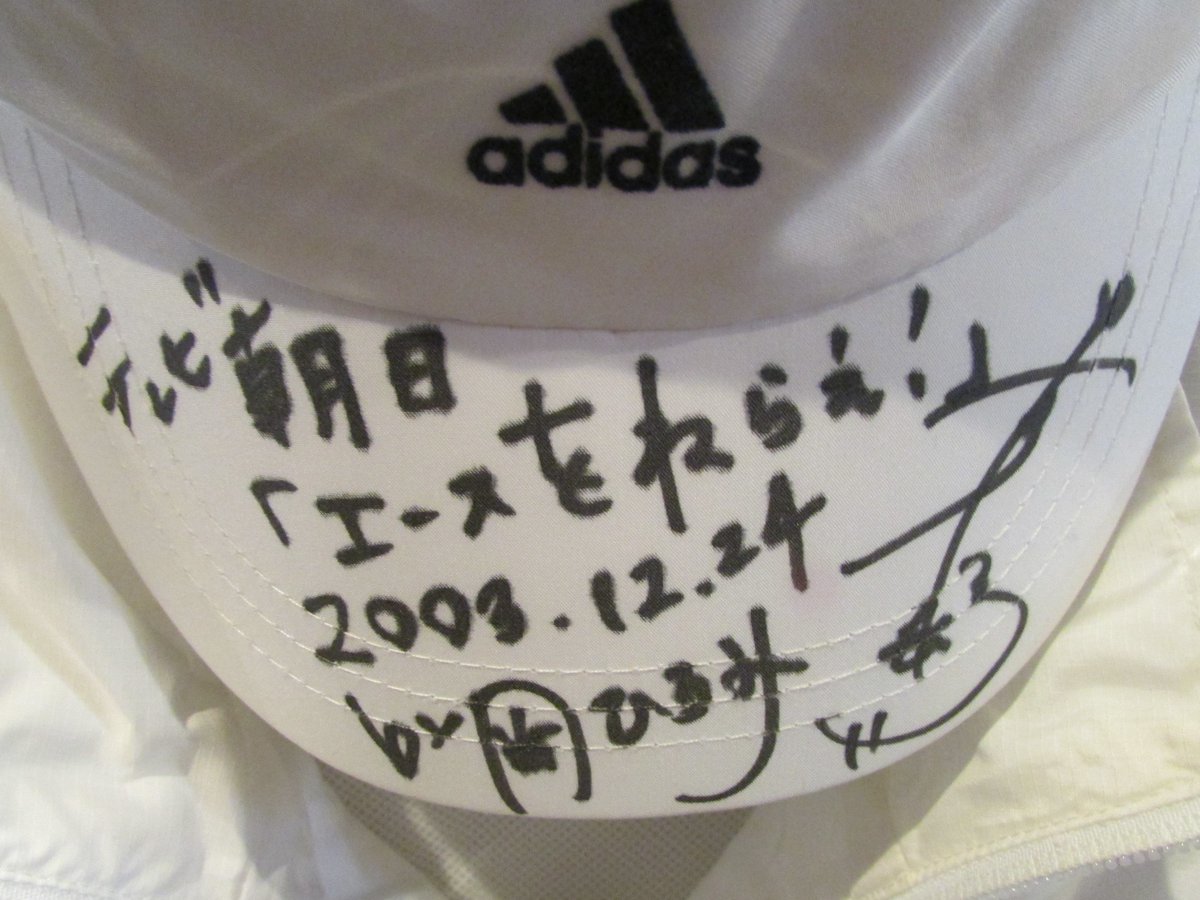 adidas
テレビ朝日
「エースをねらえ!」
2003.12.24
by 岡ひろみ